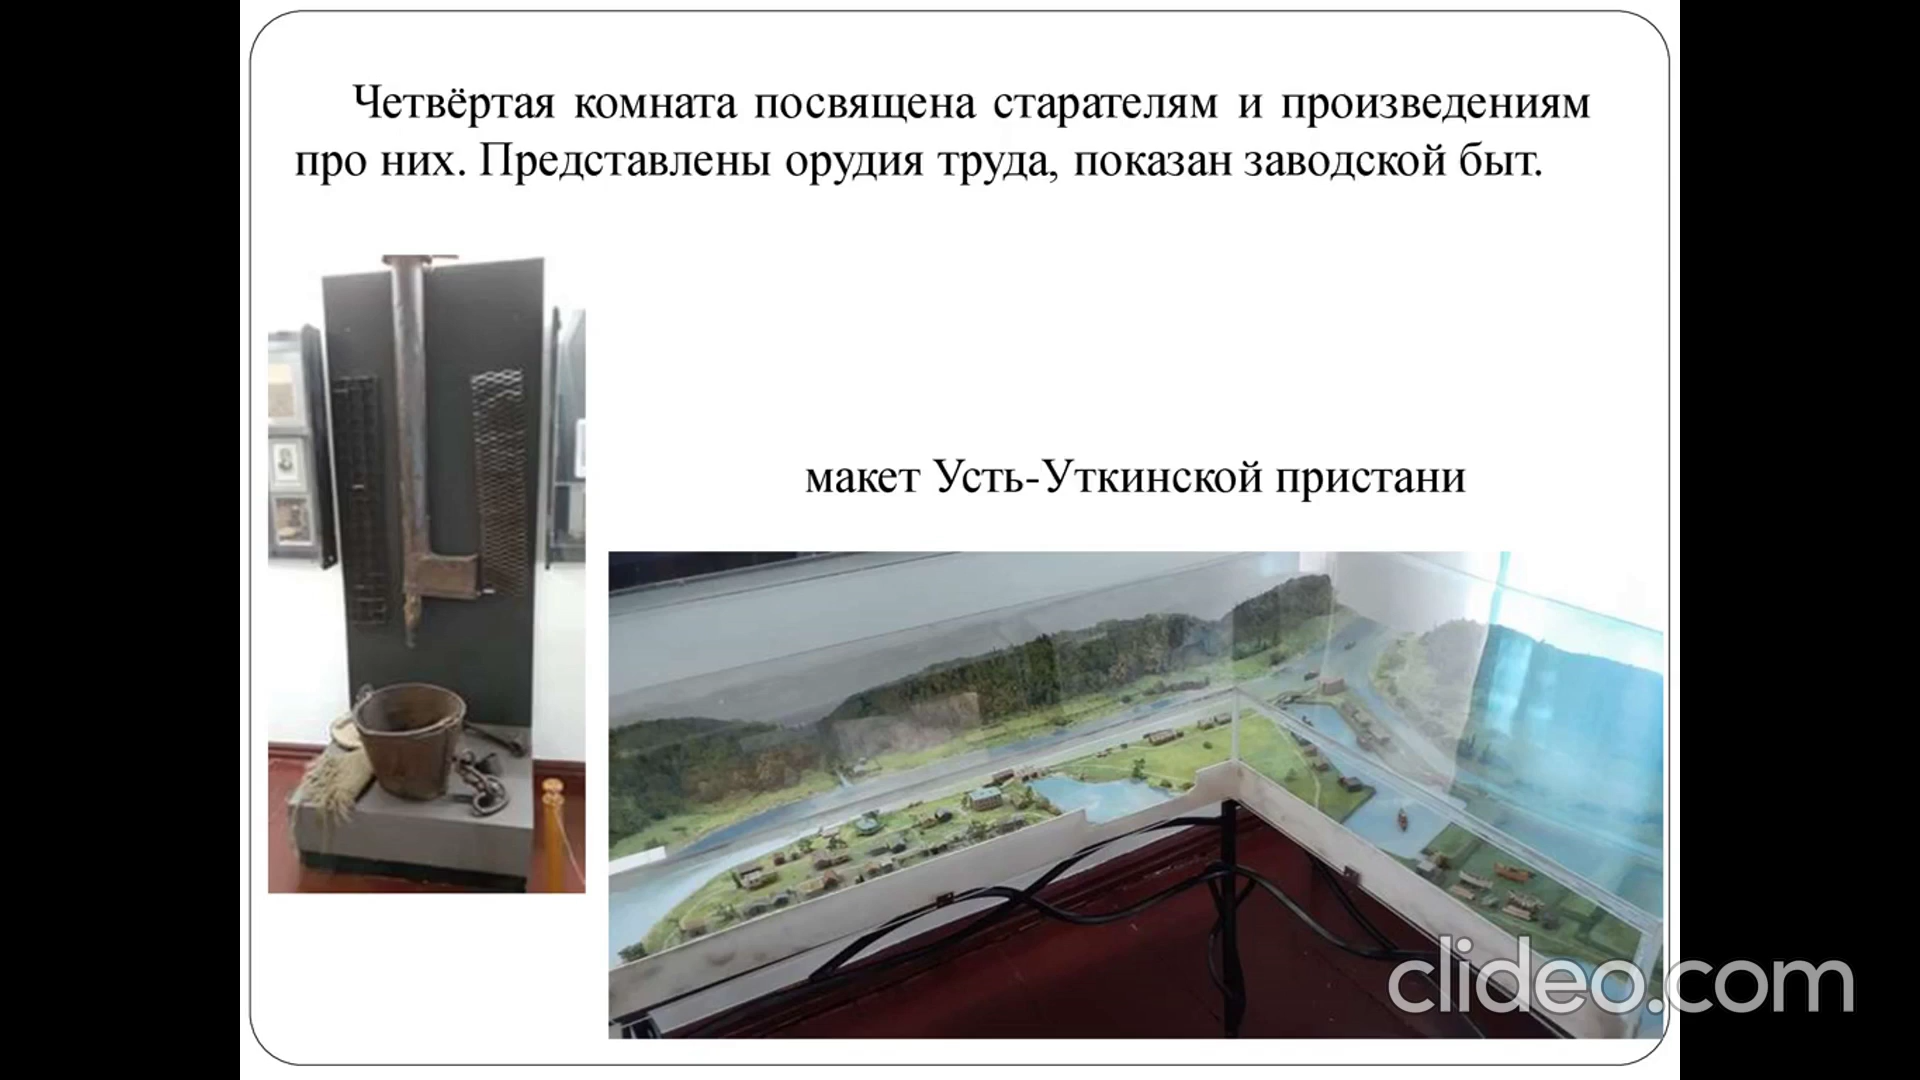 Четвёртая комната посвящена старателям и произведениям
про них. Представлены орудия труда, показан заводской быт.
макет Усть-Уткинской пристани
clideo.com